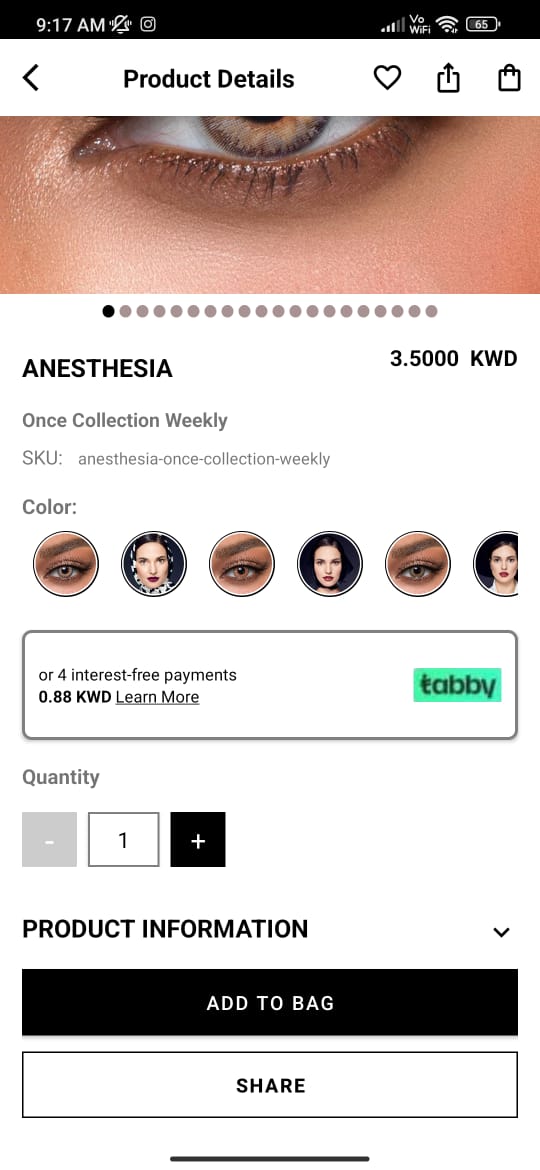 9:17 AM
Vo
WiFi
65
Product Details
ANESTHESIA
3.5000 KWD
Once Collection Weekly
SKU: anesthesia-once-collection-weekly
Color:
or 4 interest-free payments
0.88 KWD Learn More
tabby
Quantity
- 1 +
PRODUCT INFORMATION
ADD TO BAG
SHARE